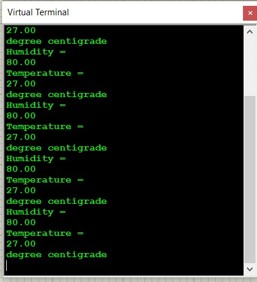 Virtual Terminal
27.00
degree centigrade
Humidity =
80.00
Temperature =
27.00
degree centigrade
Humidity =
80.00
Temperature =
27.00
degree centigrade
Humidity =
80.00
Temperature =
27.00
degree centigrade
Humidity =
80.00
Temperature =
27.00
degree centigrade